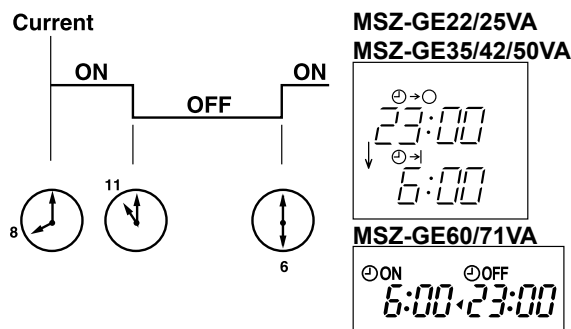 Current
ON
OFF
ON
8
11
6
MSZ-GE22/25VA
MSZ-GE35/42/50VA
23:00
6:00
MSZ-GE60/71VA
ON OFF
6:00 23:00